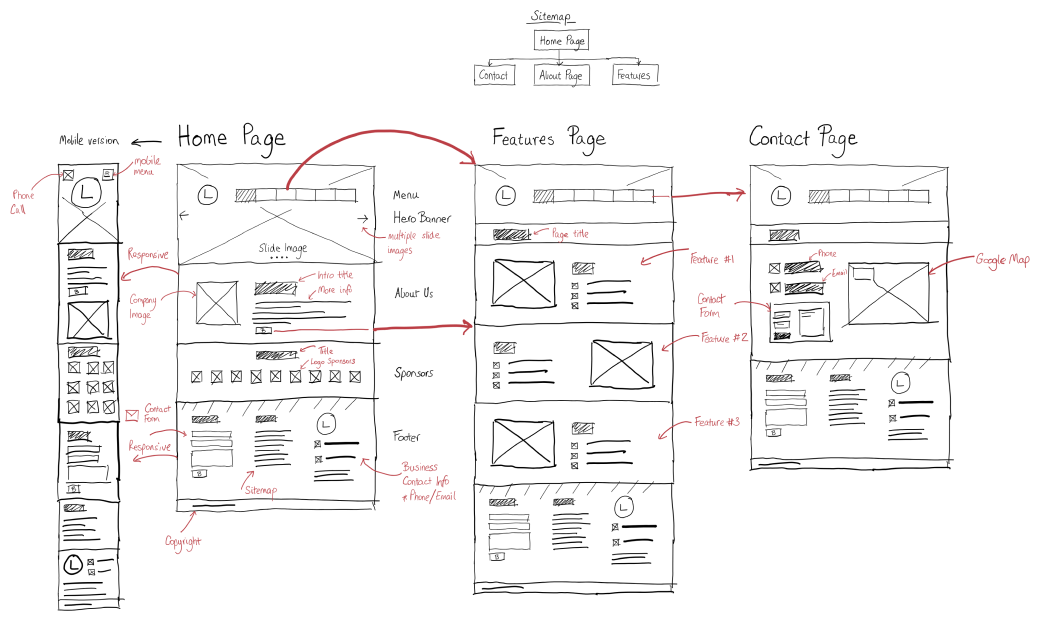 Sitemap
Home Page
Contact
About Page
Features
Mobile version
Home Page
Features Page
Contact Page
Phone
Call
mobile
menu
L
Responsive
Contact
Form
Responsive
L
L
Slide Image
Menu
Hero Banner
multiple slide
images
Company
Image
Intro title
More info
B
About Us
Title
Logo Sponsors
Sponsors
L
B
Footer
Sitemap
Business
Contact Info
* Phone/Email
Copyright
B
B
L
Page title
Feature #1
Feature #2
Feature #3
L
B
L
Phone
Email
Google Map
Contact
Form
L
B